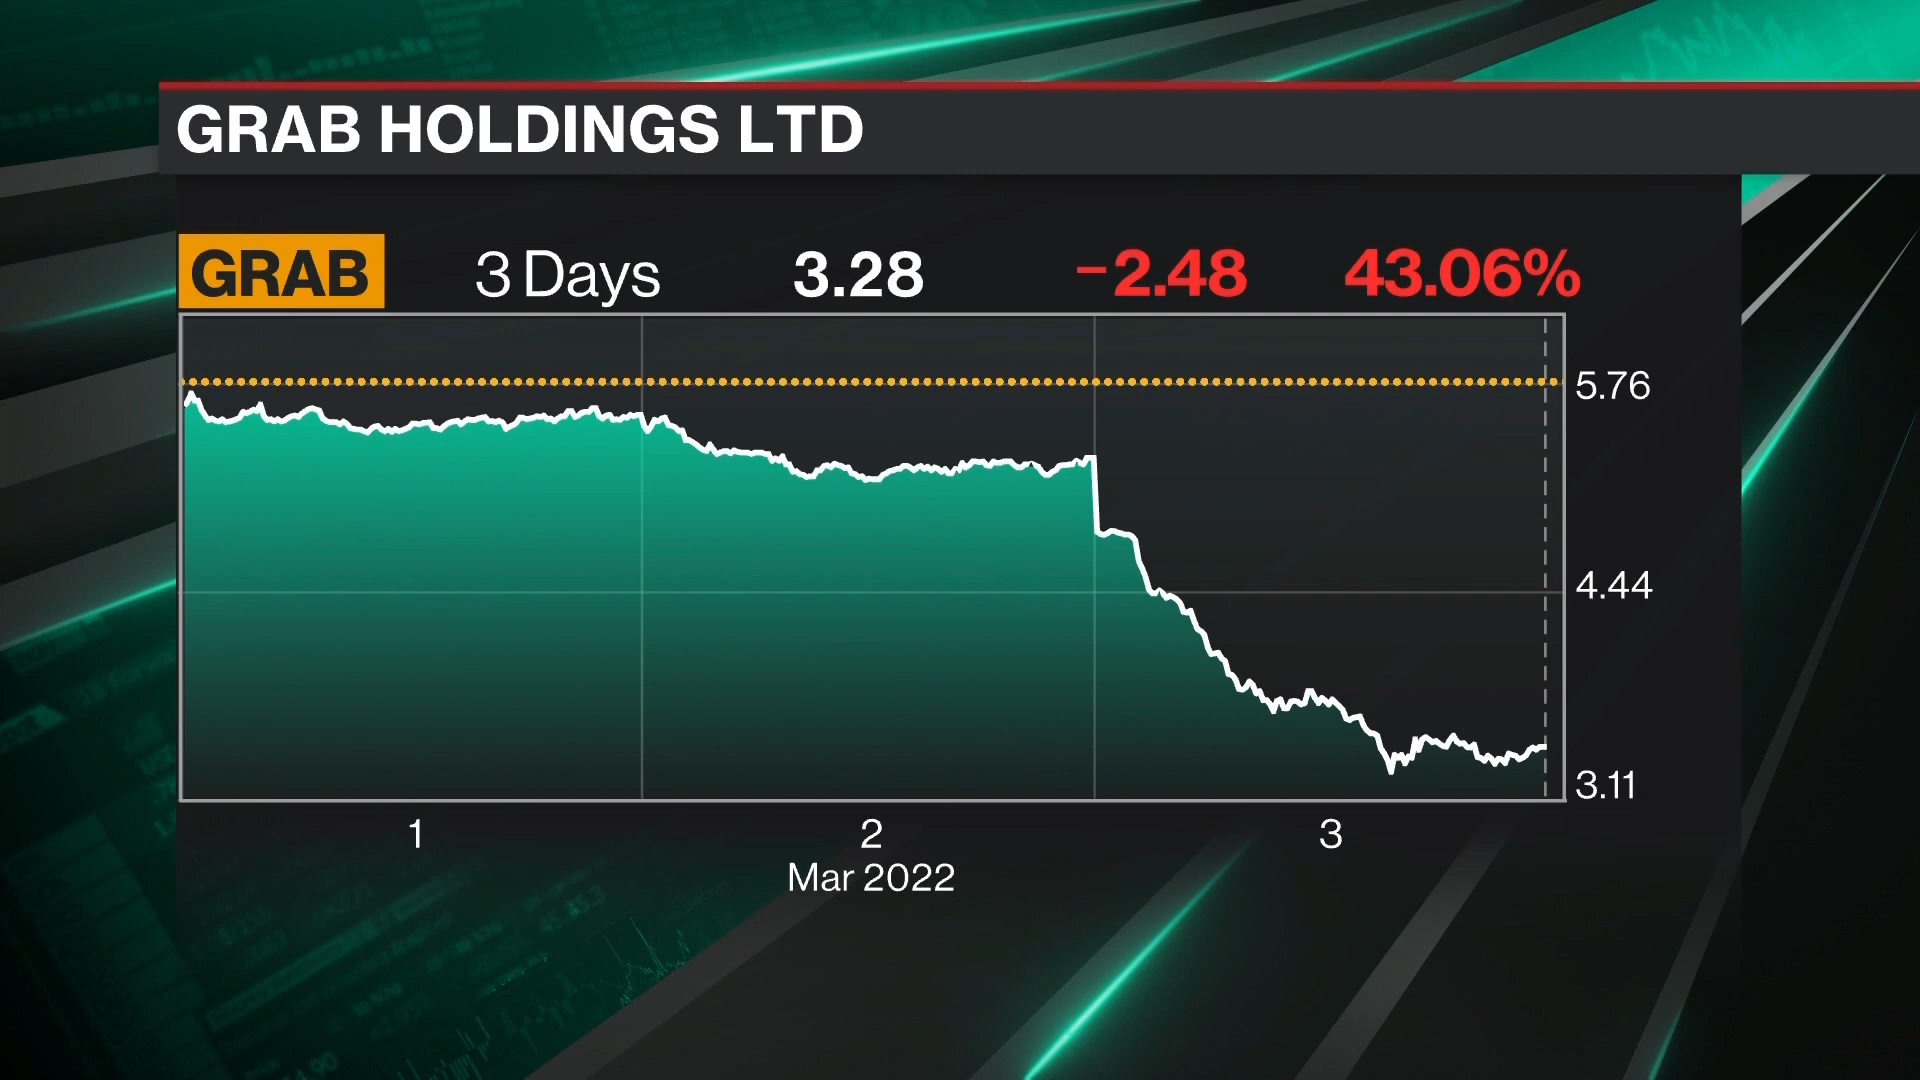 GRAB HOLDINGS LTD
GRAB 3 Days 3.28 -2.48 43.06%
5.76
4.44
3.11
1 2 3
Mar 2022